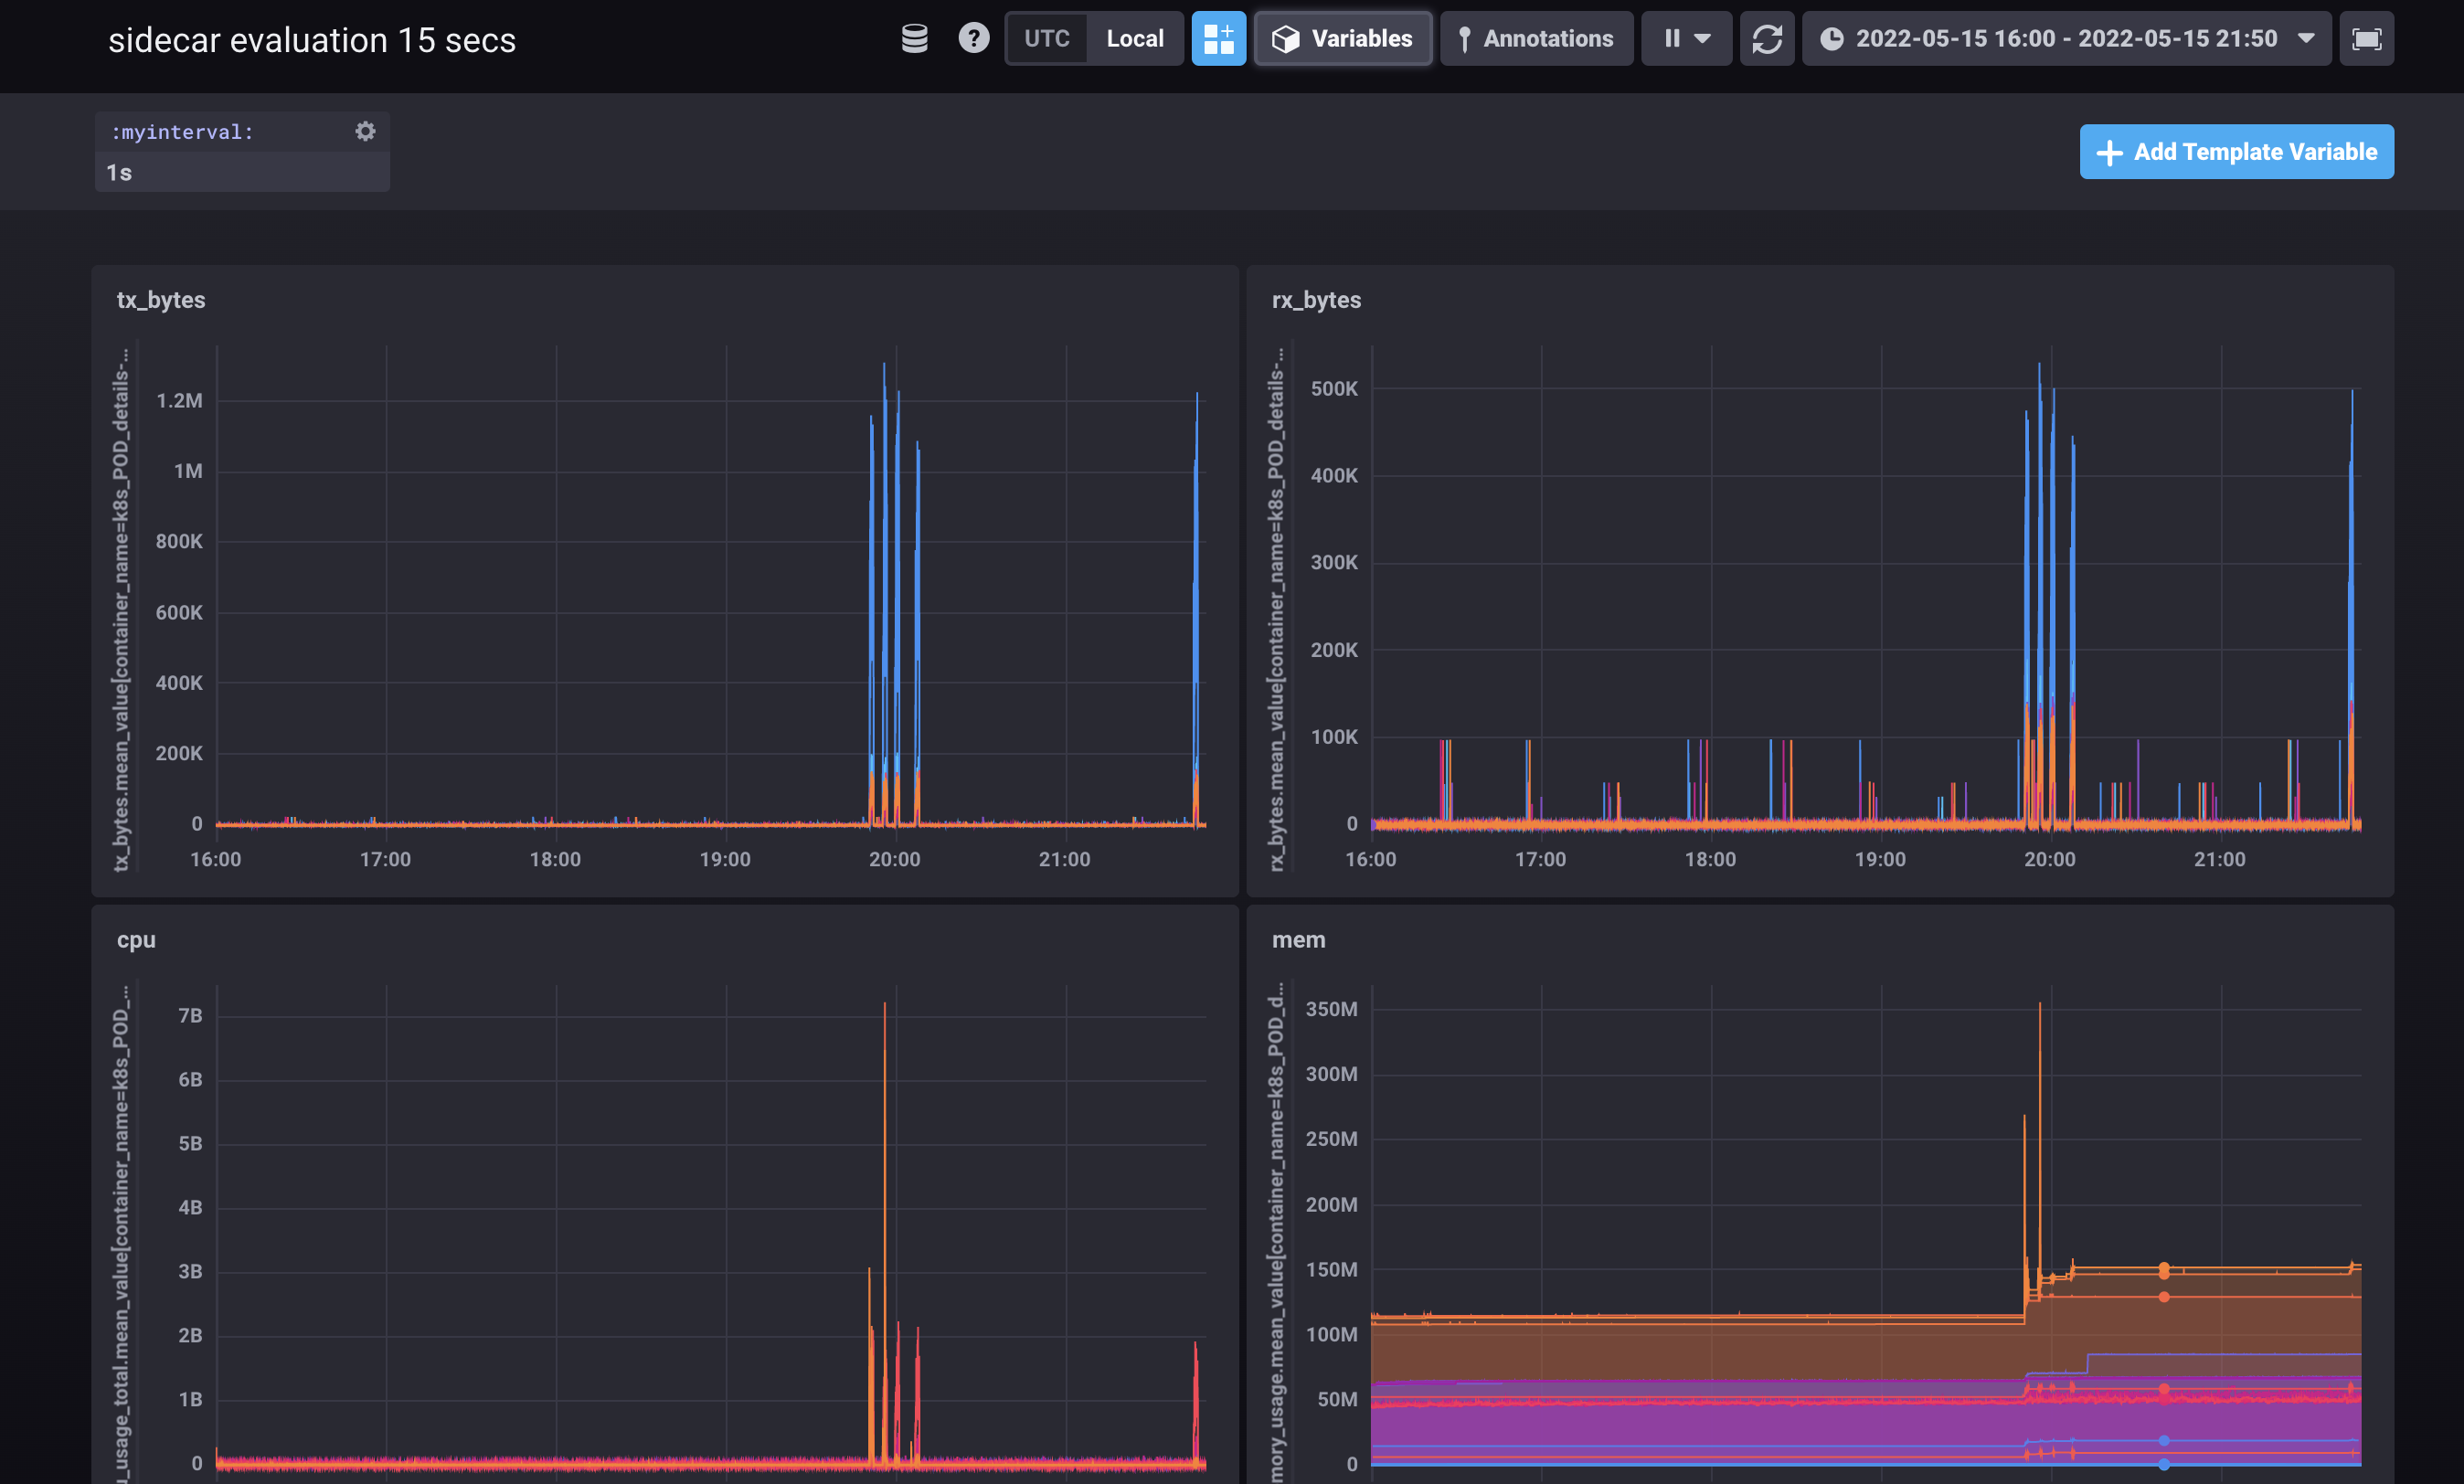 sidecar evaluation 15 secs
? UTC Local Variables Annotations 2022-05-15 16:00 - 2022-05-15 21:50
:myinterval:
1s
Add Template Variable
tx_bytes
tx_bytes.mean_value[container_name=k8s_POD_details-...
1.2M
1M
800K
600K
400K
200K
0
16:00 17:00 18:00 19:00 20:00 21:00
rx_bytes
rx_bytes.mean_value[container_name=k8s_POD_details-...
500K
400K
300K
200K
100K
0
16:00 17:00 18:00 19:00 20:00 21:00
cpu
u_usage_total.mean_value[container_name=k8s_POD_...
7B
6B
5B
4B
3B
2B
1B
0
mem
mory_usage.mean_value[container_name=k8s_POD_d...
350M
300M
250M
200M
150M
100M
50M
0